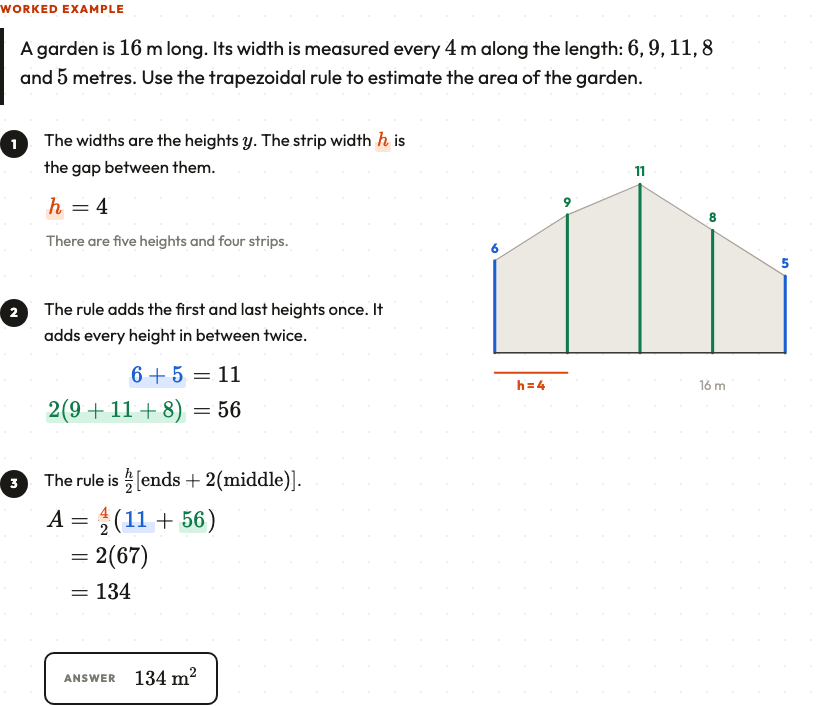 WORKED EXAMPLE
A garden is 16 m long. Its width is measured every 4 m along the length: 6, 9, 11, 8
and 5 metres. Use the trapezoidal rule to estimate the area of the garden.
1
The widths are the heights y. The strip width h is
the gap between them.
h = 4
There are five heights and four strips.
2
The rule adds the first and last heights once. It
adds every height in between twice.
6 + 5 = 11
2(9 + 11 + 8) = 56
3
The rule is h/2 [ends + 2(middle)].
A = 4/2 (11 + 56)
= 2(67)
= 134
ANSWER 134 m²
6
9
11
8
5
h = 4
16 m